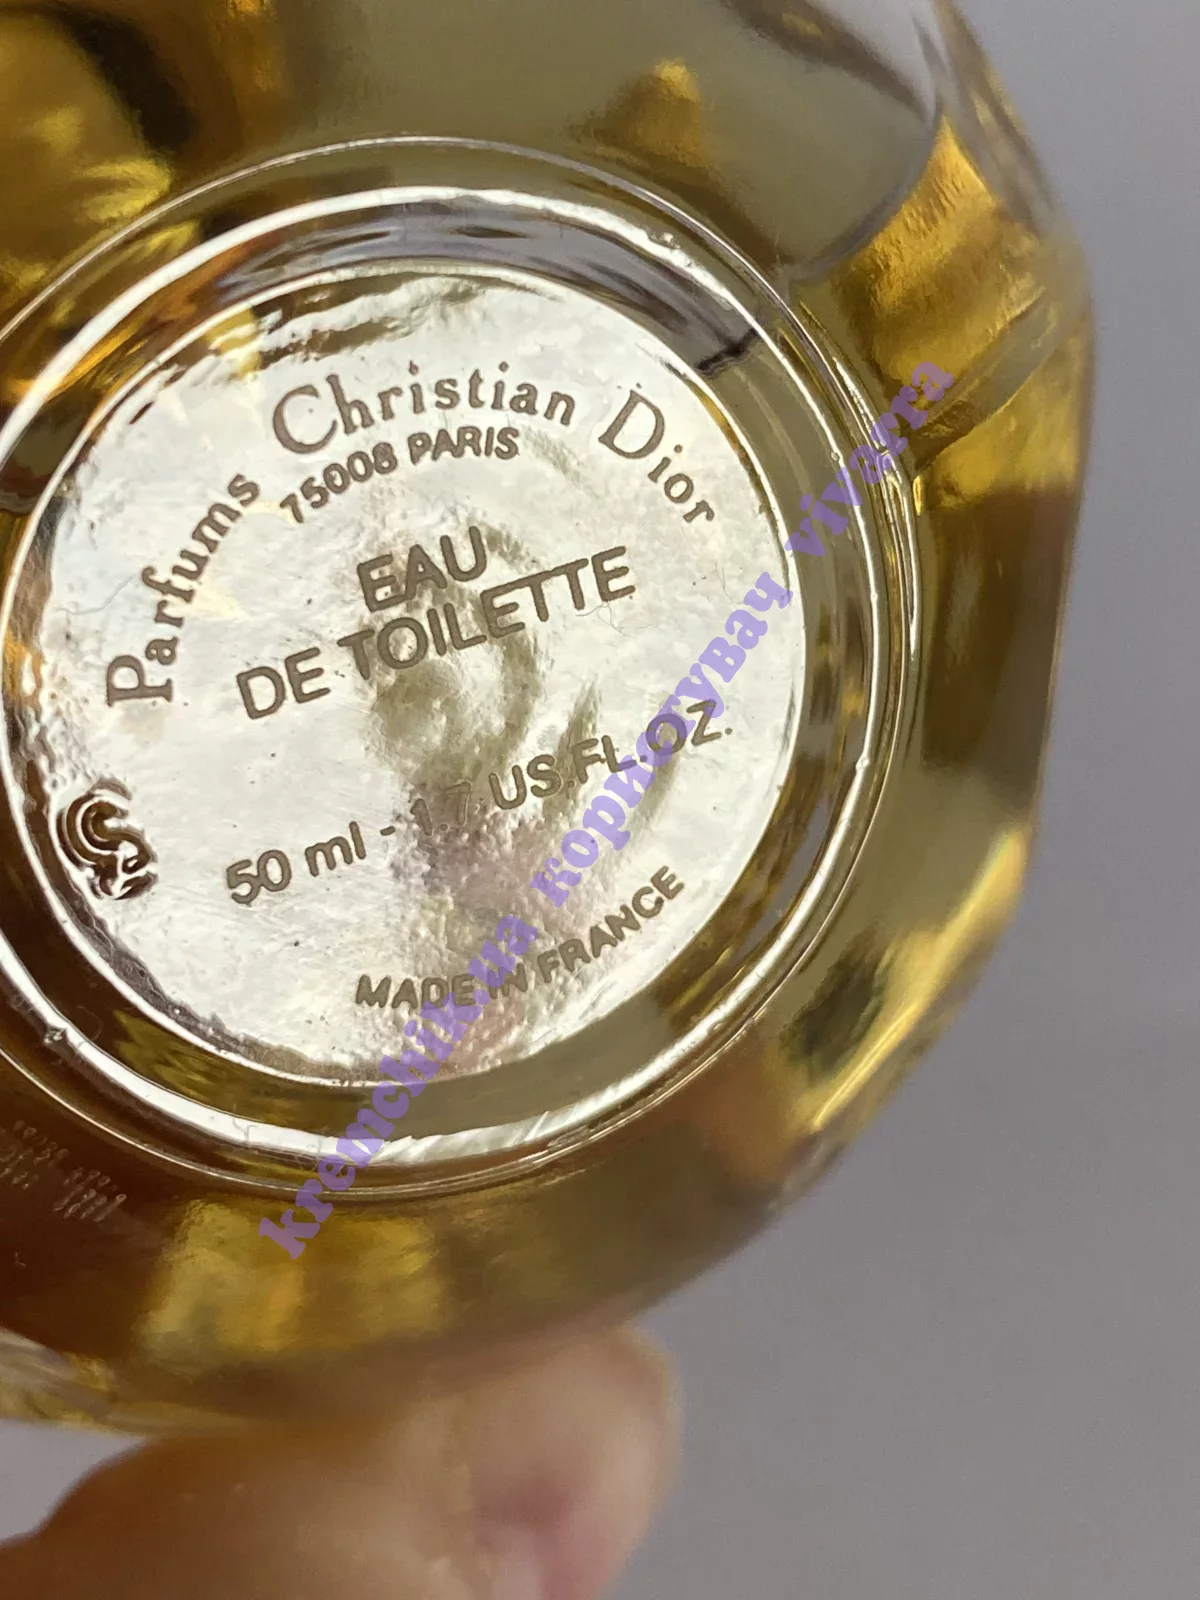 Parfums Christian Dior
75008 PARIS
EAU
DE TOILETTE
50 ml - 1.7 US.FL.OZ.
MADE IN FRANCE
kremchik.ua користувач vivarra